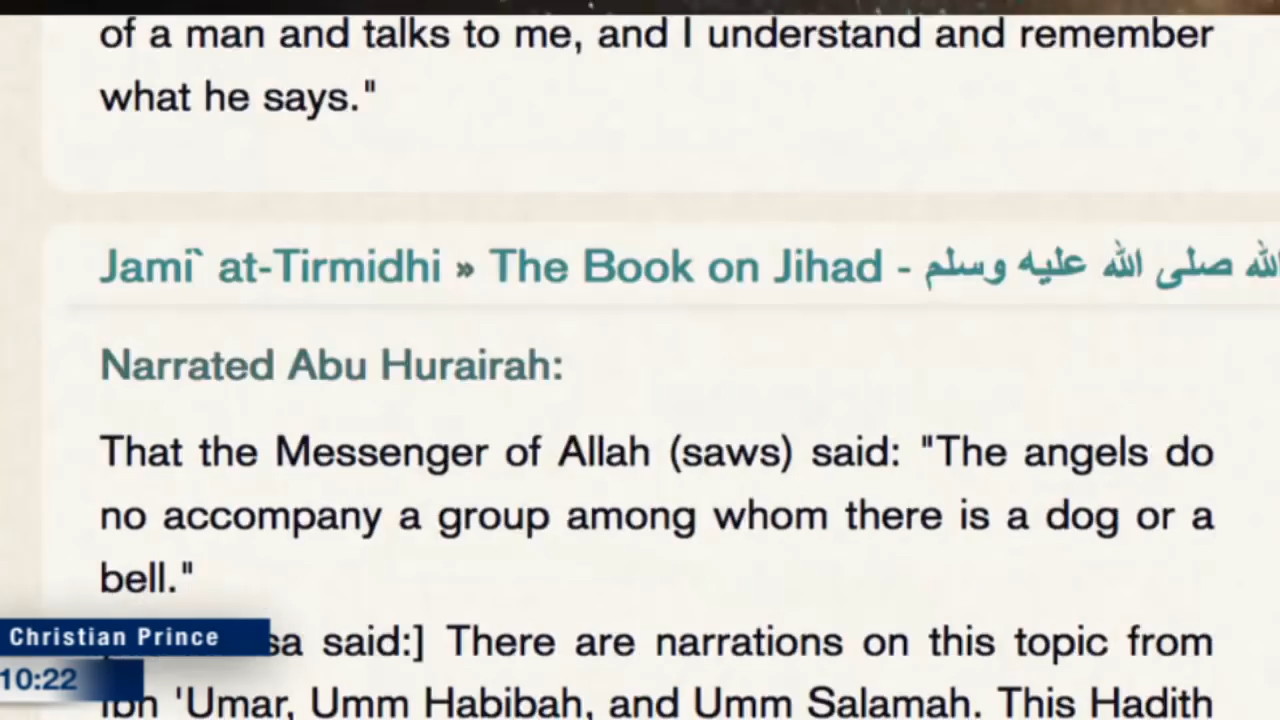 of a man and talks to me, and I understand and remember
what he says."
Jami` at-Tirmidhi » The Book on Jihad - الله صلى الله عليه وسلم
Narrated Abu Hurairah:
That the Messenger of Allah (saws) said: "The angels do
no accompany a group among whom there is a dog or a
bell."
Christian Prince
sa said:] There are narrations on this topic from
10:22
Ibn 'Umar, Umm Habibah, and Umm Salamah. This Hadith